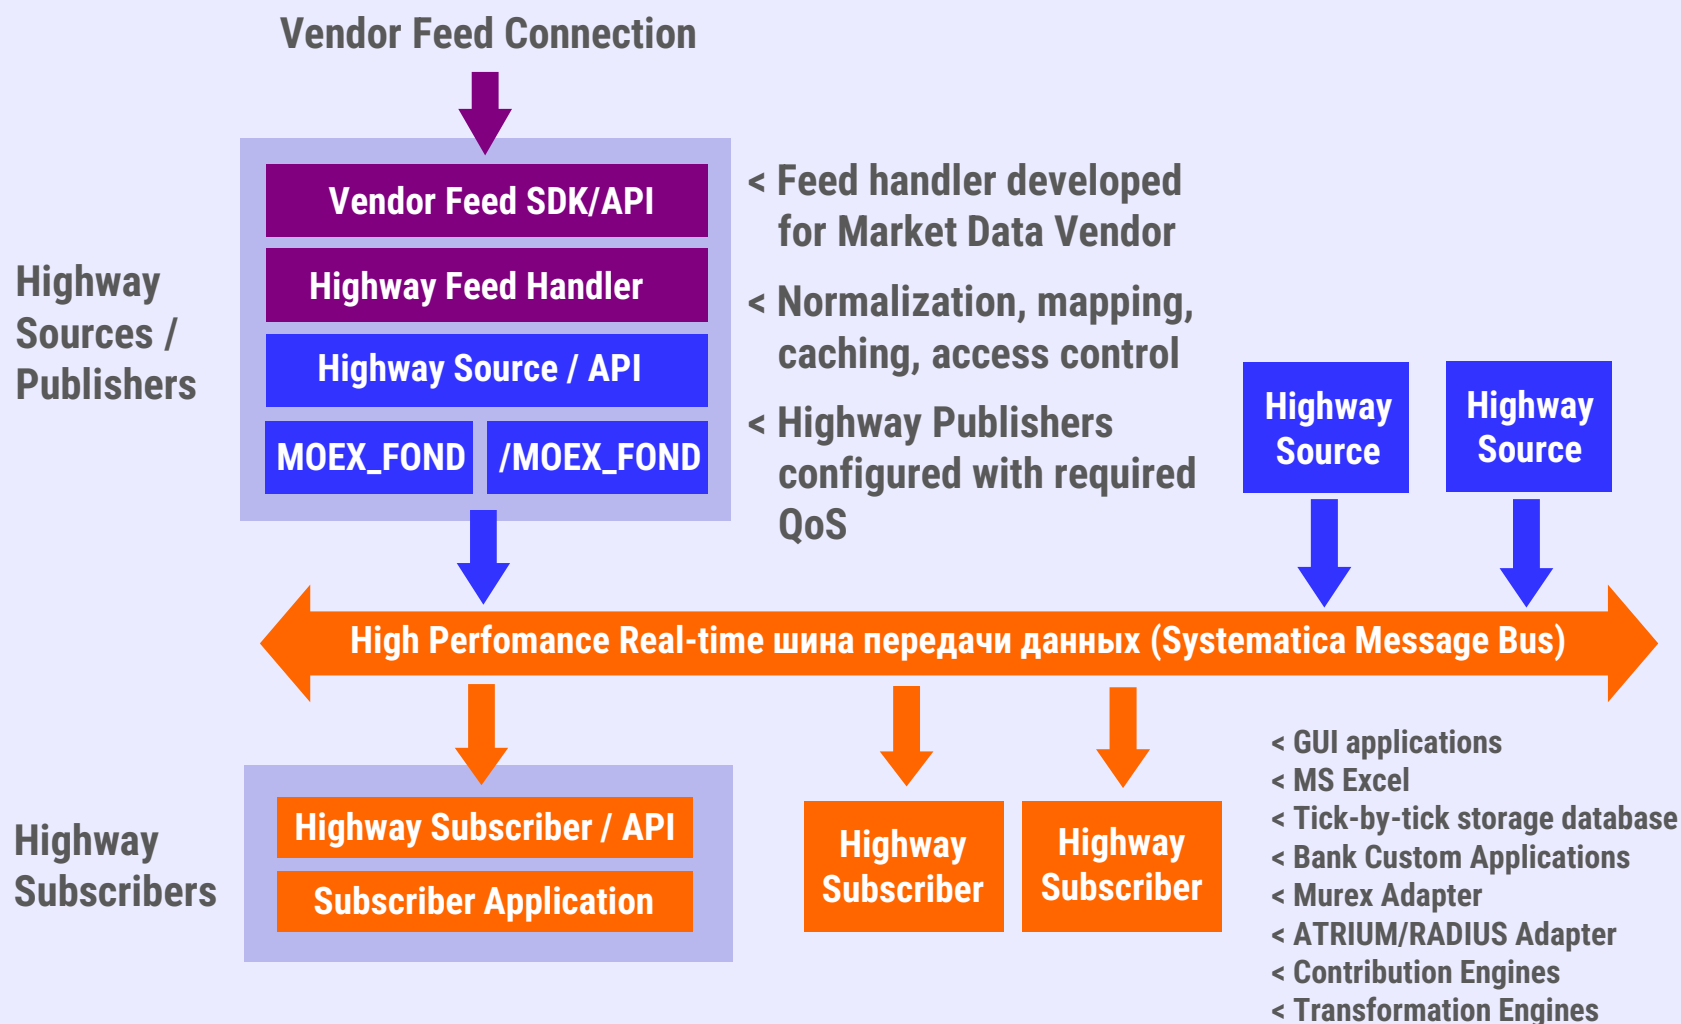 Vendor Feed Connection
Highway
Sources /
Publishers
Vendor Feed SDK/API
Highway Feed Handler
Highway Source / API
MOEX_FOND
/MOEX_FOND
< Feed handler developed
for Market Data Vendor
< Normalization, mapping,
caching, access control
< Highway Publishers
configured with required
QoS
Highway
Source
Highway
Source
High Perfomance Real-time шина передачи данных (Systematica Message Bus)
Highway
Subscribers
Highway Subscriber / API
Subscriber Application
Highway
Subscriber
Highway
Subscriber
< GUI applications
< MS Excel
< Tick-by-tick storage database
< Bank Custom Applications
< Murex Adapter
< ATRIUM/RADIUS Adapter
< Contribution Engines
< Transformation Engines